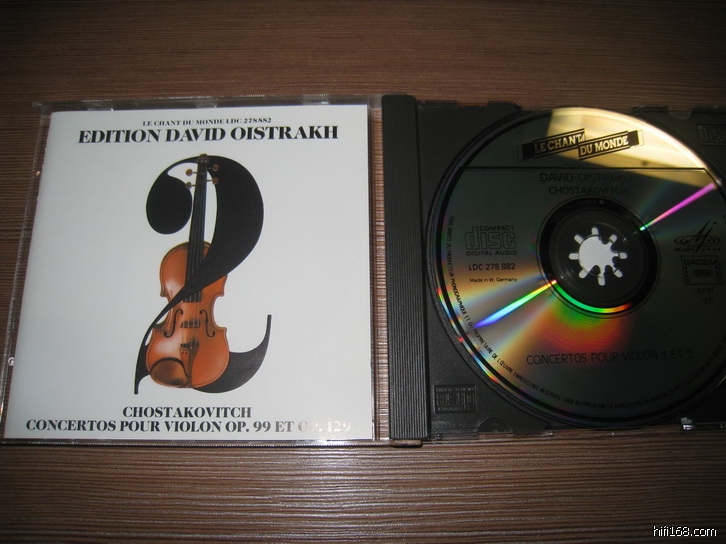 LE CHANT DU MONDE LDC 278 882
EDITION DAVID OISTRAKH
2
CHOSTAKOVITCH
CONCERTOS POUR VIOLON OP. 99 ET OP. 129
LE CHANT
DU MONDE
DAVID OISTRAKH
CHOSTAKOVITCH
COMPACT
disc
DIGITAL AUDIO
LDC 278 882
Made in W. Germany
CONCERTOS POUR VIOLON 1 ET 2
hifi168.com